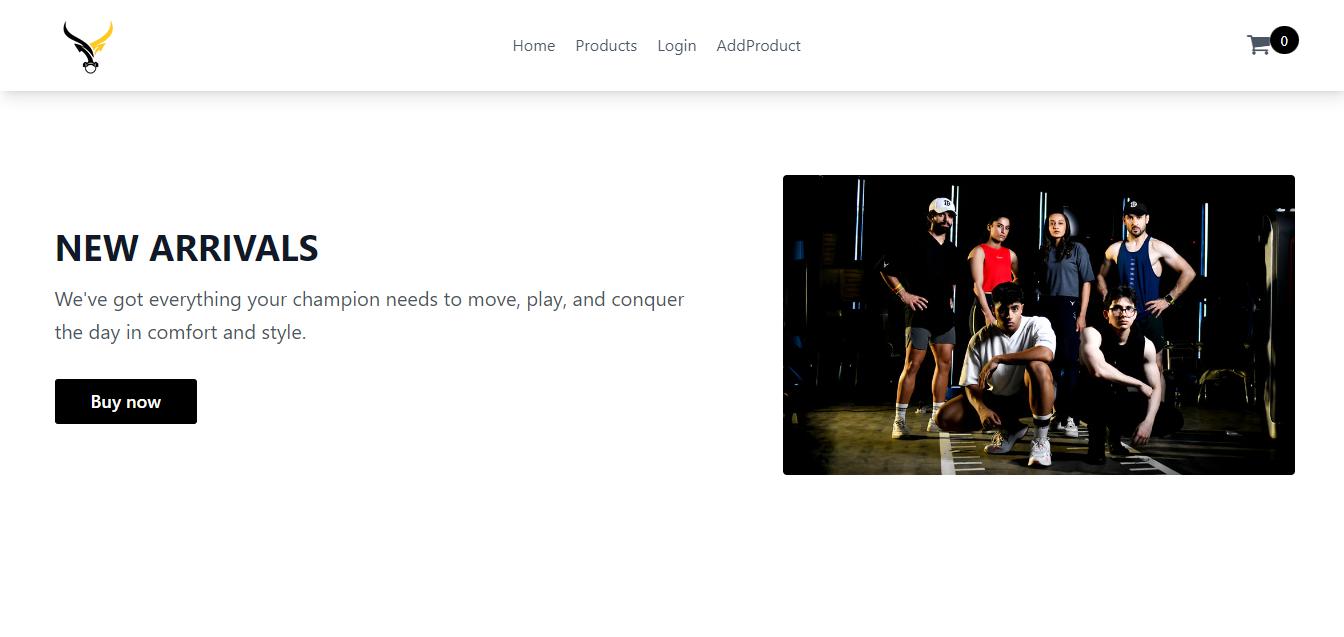 Home Products Login AddProduct
0
NEW ARRIVALS
We've got everything your champion needs to move, play, and conquer
the day in comfort and style.
Buy now